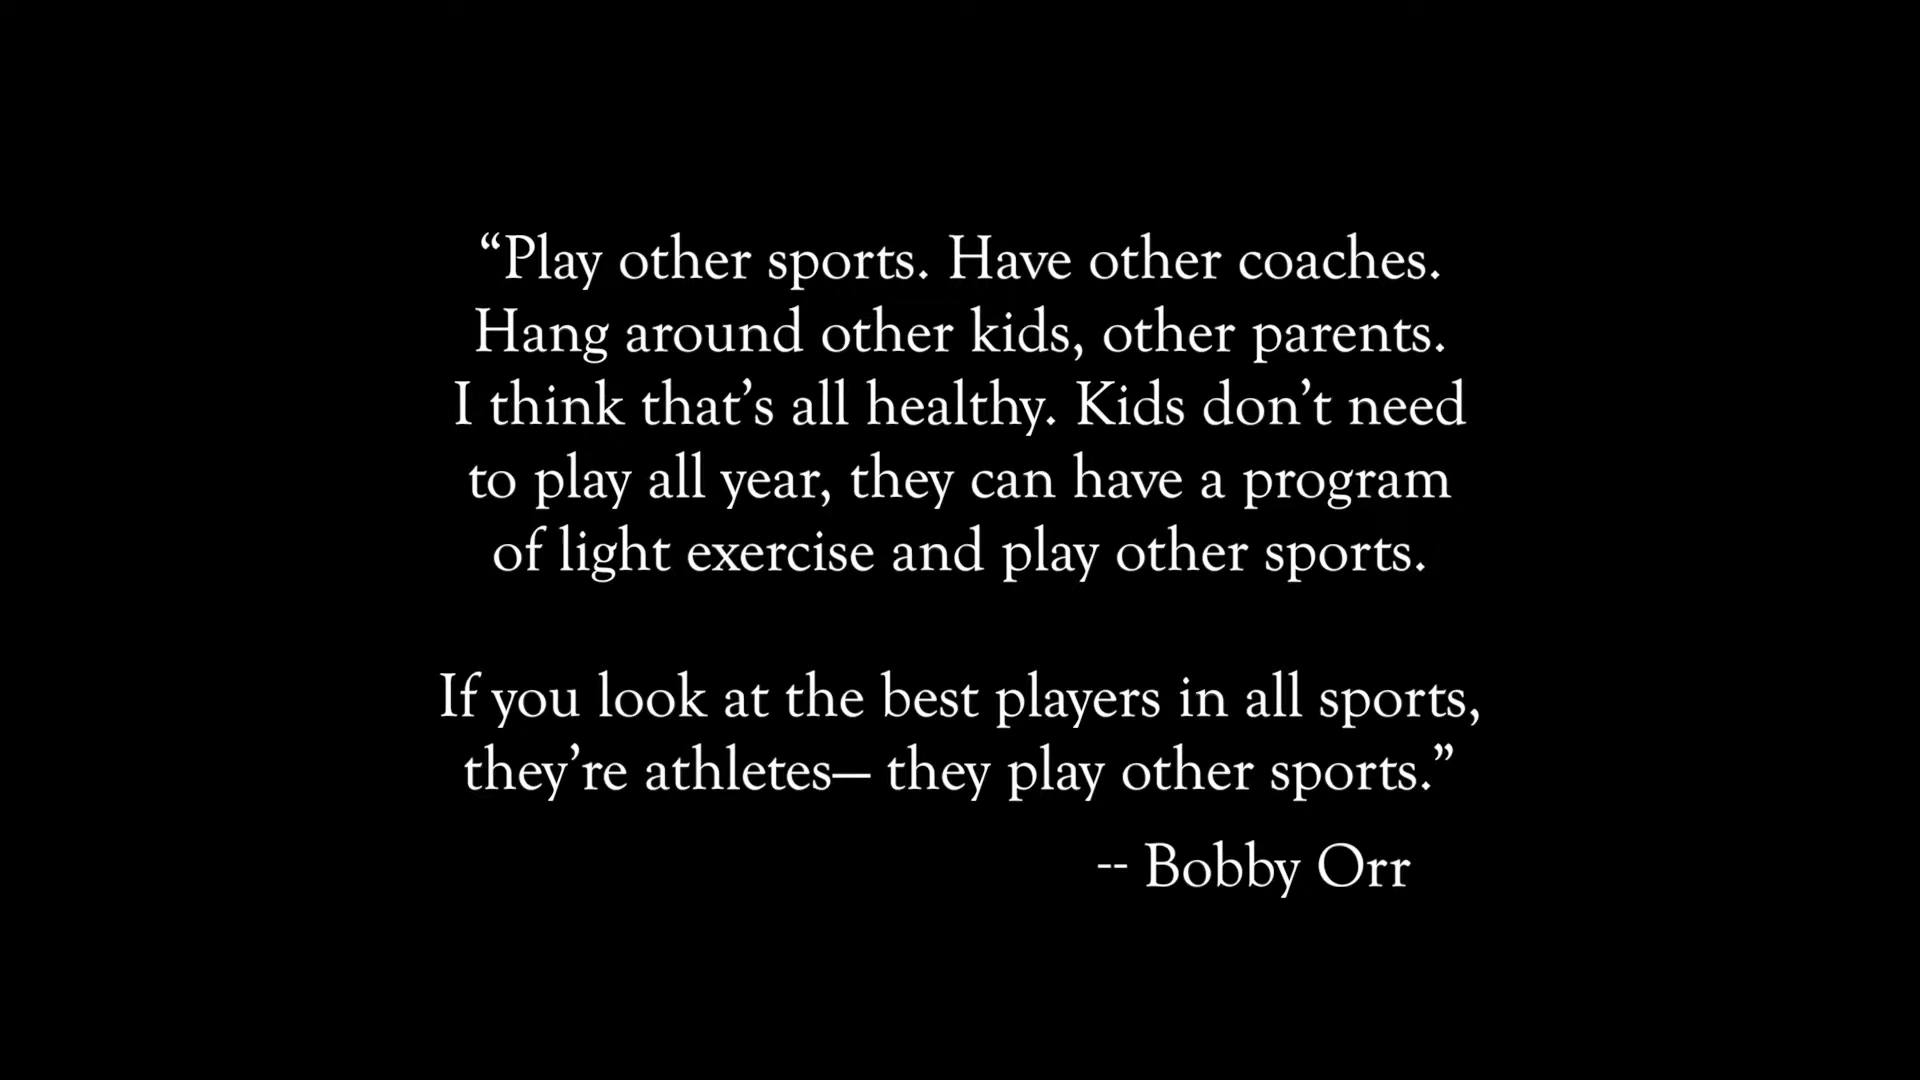 “Play other sports. Have other coaches.
Hang around other kids, other parents.
I think that’s all healthy. Kids don’t need
to play all year, they can have a program
of light exercise and play other sports.
If you look at the best players in all sports,
they’re athletes— they play other sports.”
-- Bobby Orr